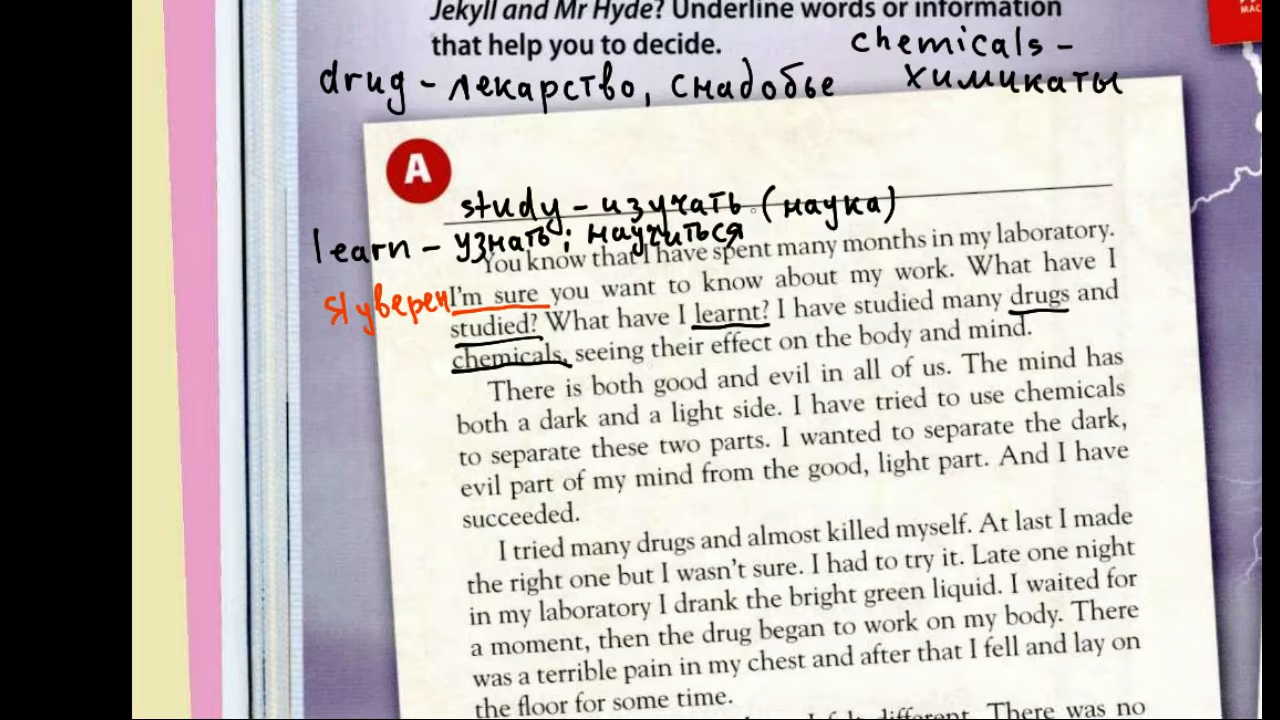 Jekyll and Mr Hyde? Underline words or information
that help you to decide.
chemicals -
химикаты
drug - лекарство, снадобье
MAC
A
study - изучать (наука)
learn - узнать; научиться
You know that I have spent many months in my laboratory.
Я уверен
I'm sure you want to know about my work. What have I
studied? What have I learnt? I have studied many drugs and
chemicals, seeing their effect on the body and mind.
There is both good and evil in all of us. The mind has
both a dark and a light side. I have tried to use chemicals
to separate these two parts. I wanted to separate the dark,
evil part of my mind from the good, light part. And I have
succeeded.
I tried many drugs and almost killed myself. At last I made
the right one but I wasn't sure. I had to try it. Late one night
in my laboratory I drank the bright green liquid. I waited for
a moment, then the drug began to work on my body. There
was a terrible pain in my chest and after that I fell and lay on
the floor for some time.
different. There was no